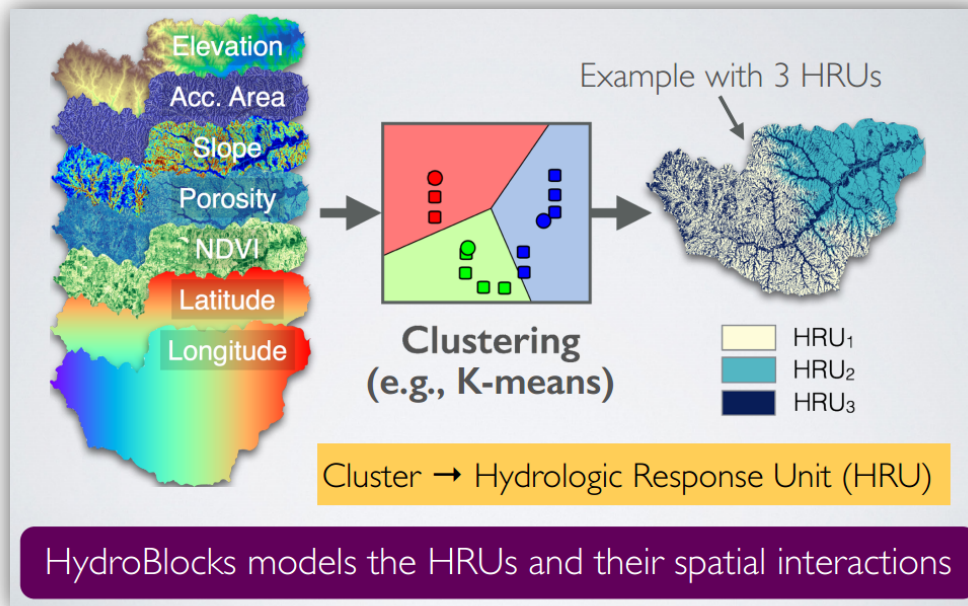 Elevation
Acc. Area
Slope
Porosity
NDVI
Latitude
Longitude
Clustering
(e.g., K-means)
Example with 3 HRUs
HRU₁
HRU₂
HRU₃
Cluster → Hydrologic Response Unit (HRU)
HydroBlocks models the HRUs and their spatial interactions